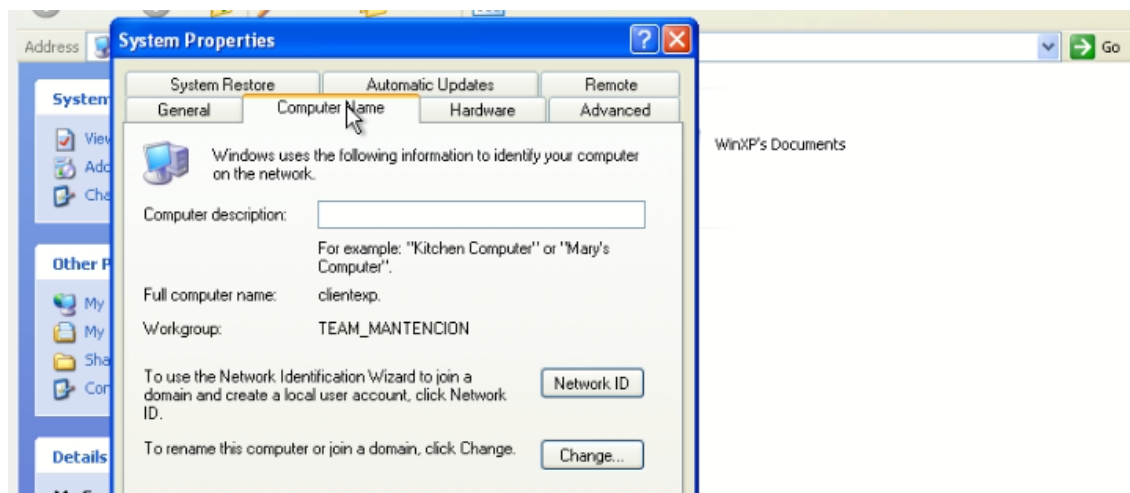 Address
System Properties
Go
System Restore
Automatic Updates
Remote
General
Computer Name
Hardware
Advanced
System
View
Windows uses the following information to identify your computer
on the network.
WinXP's Documents
Computer description:
For example: "Kitchen Computer" or "Mary's
Computer".
Other P
Full computer name:
clientexp.
My
Workgroup:
TEAM_MANTENCION
My
To use the Network Identification Wizard to join a
domain and create a local user account, click Network
ID.
Network ID
To rename this computer or join a domain, click Change.
Change...
Details